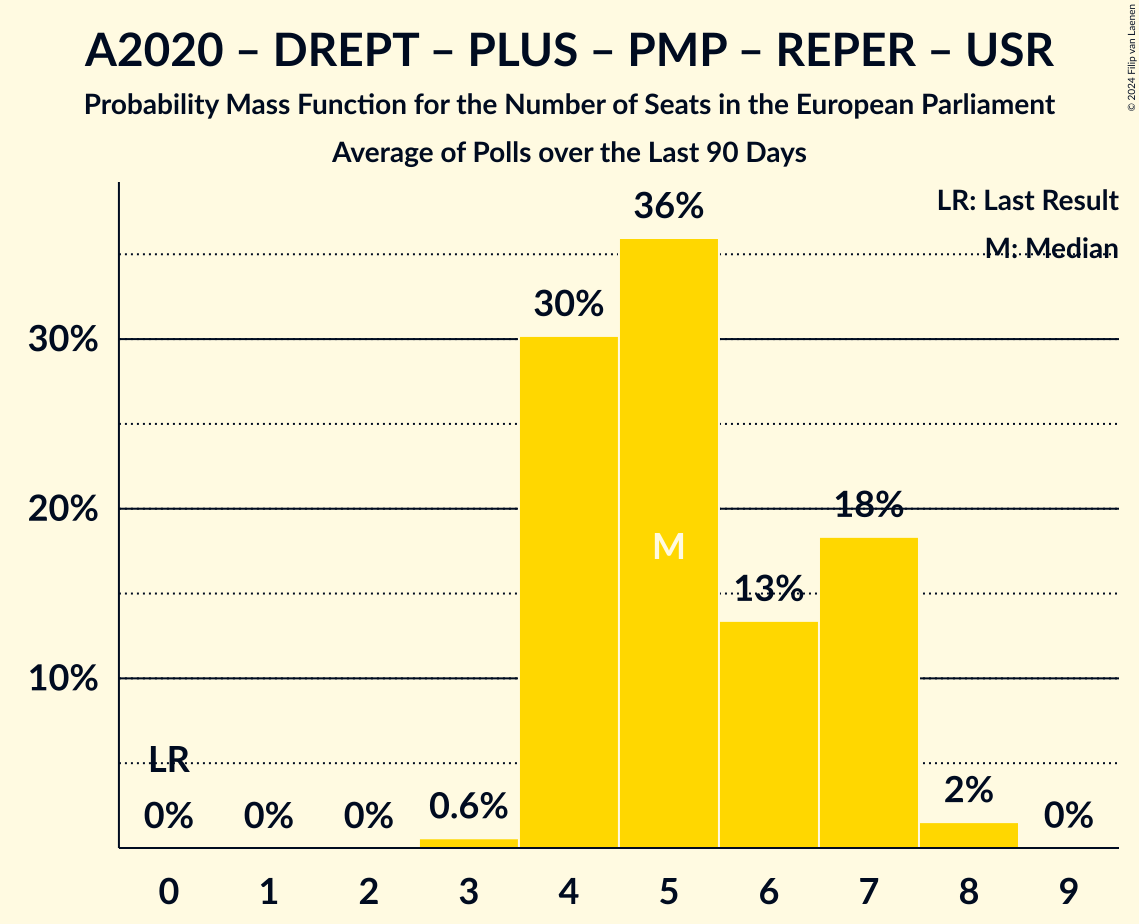 A2020 – DREPT – PLUS – PMP – REPER – USR
Probability Mass Function for the Number of Seats in the European Parliament
Average of Polls over the Last 90 Days
© 2024 Filip van Laenen
LR: Last Result
M: Median
36%
30%
30%
20%
18%
M
13%
10%
LR
0%
0%
0%
0.6%
2%
0%
0 1 2 3 4 5 6 7 8 9